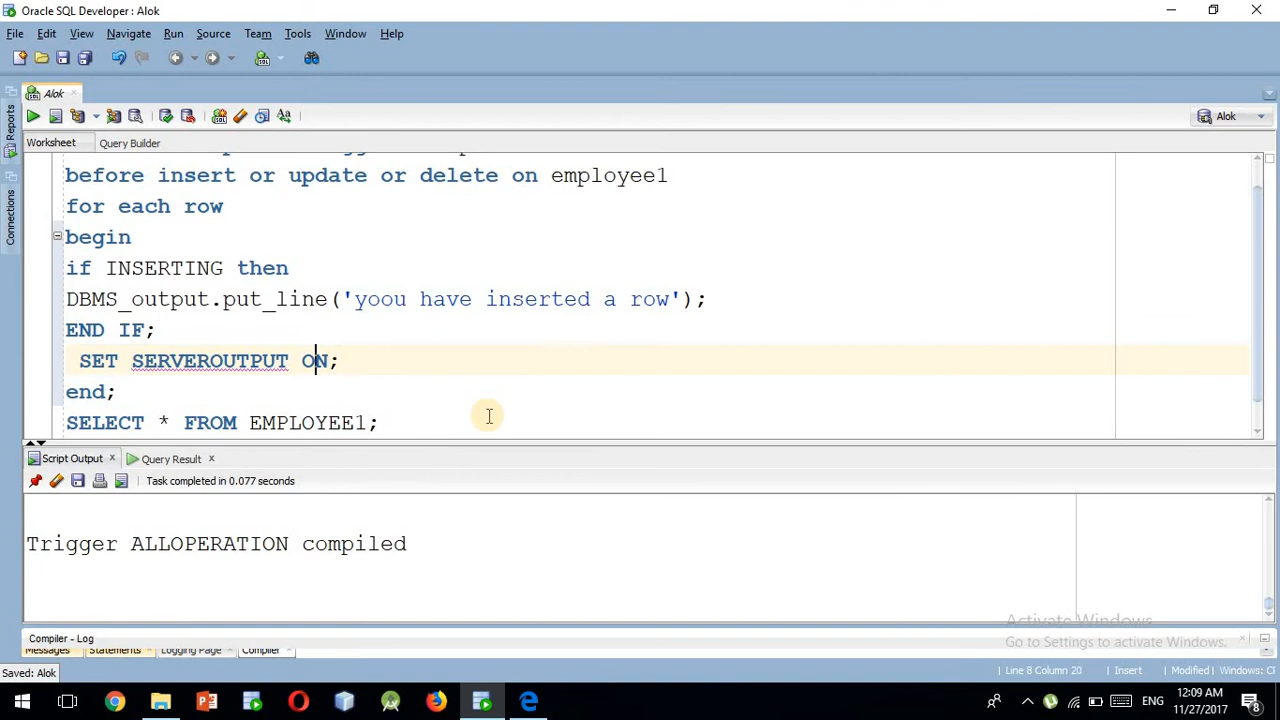 Oracle SQL Developer : Alok
File Edit View Navigate Run Source Team Tools Window Help
Alok
Alok
Worksheet Query Builder
before insert or update or delete on employee1
for each row
begin
if INSERTING then
DBMS_output.put_line('yoou have inserted a row');
END IF;
SET SERVEROUTPUT ON;
end;
SELECT * FROM EMPLOYEE1;
Reports
Connections
Script Output Query Result
Task completed in 0.077 seconds
Trigger ALLOPERATION compiled
Activate Windows
Go to Settings to activate Windows.
Compiler - Log
Messages Statements Logging Page Compiler
Saved: Alok
Line 8 Column 20 Insert Modified Windows: C
ENG
12:09 AM
11/27/2017
8